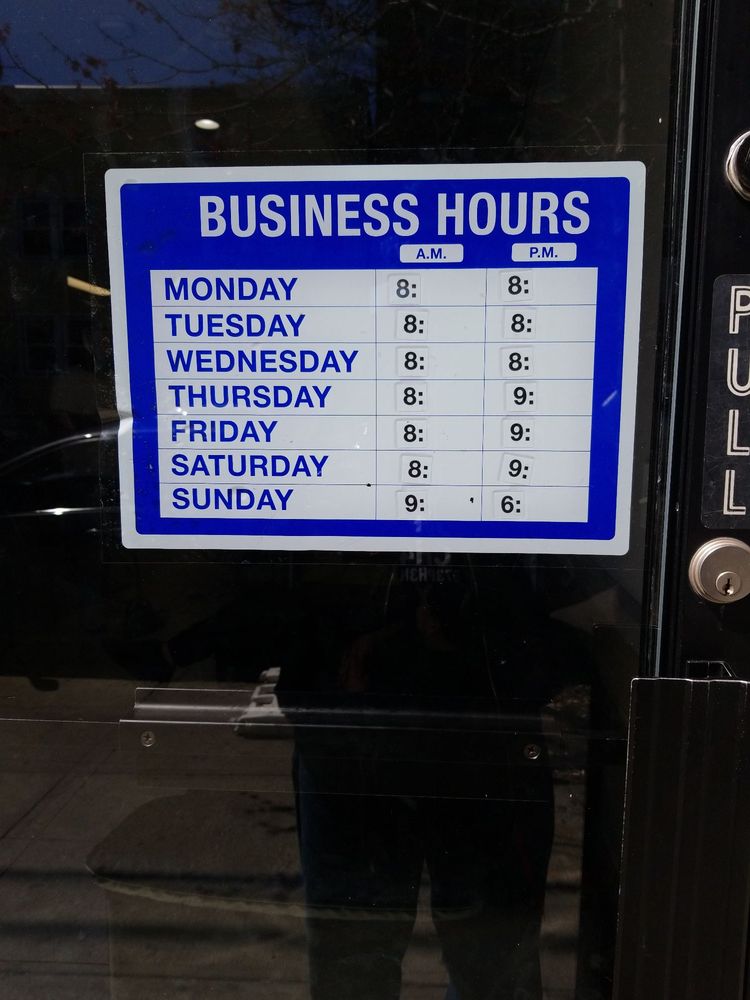 BUSINESS HOURS
A.M. P.M.
MONDAY 8: 8:
TUESDAY 8: 8:
WEDNESDAY 8: 8:
THURSDAY 8: 9:
FRIDAY 8: 9:
SATURDAY 8: 9:
SUNDAY 9: 6:
PULL